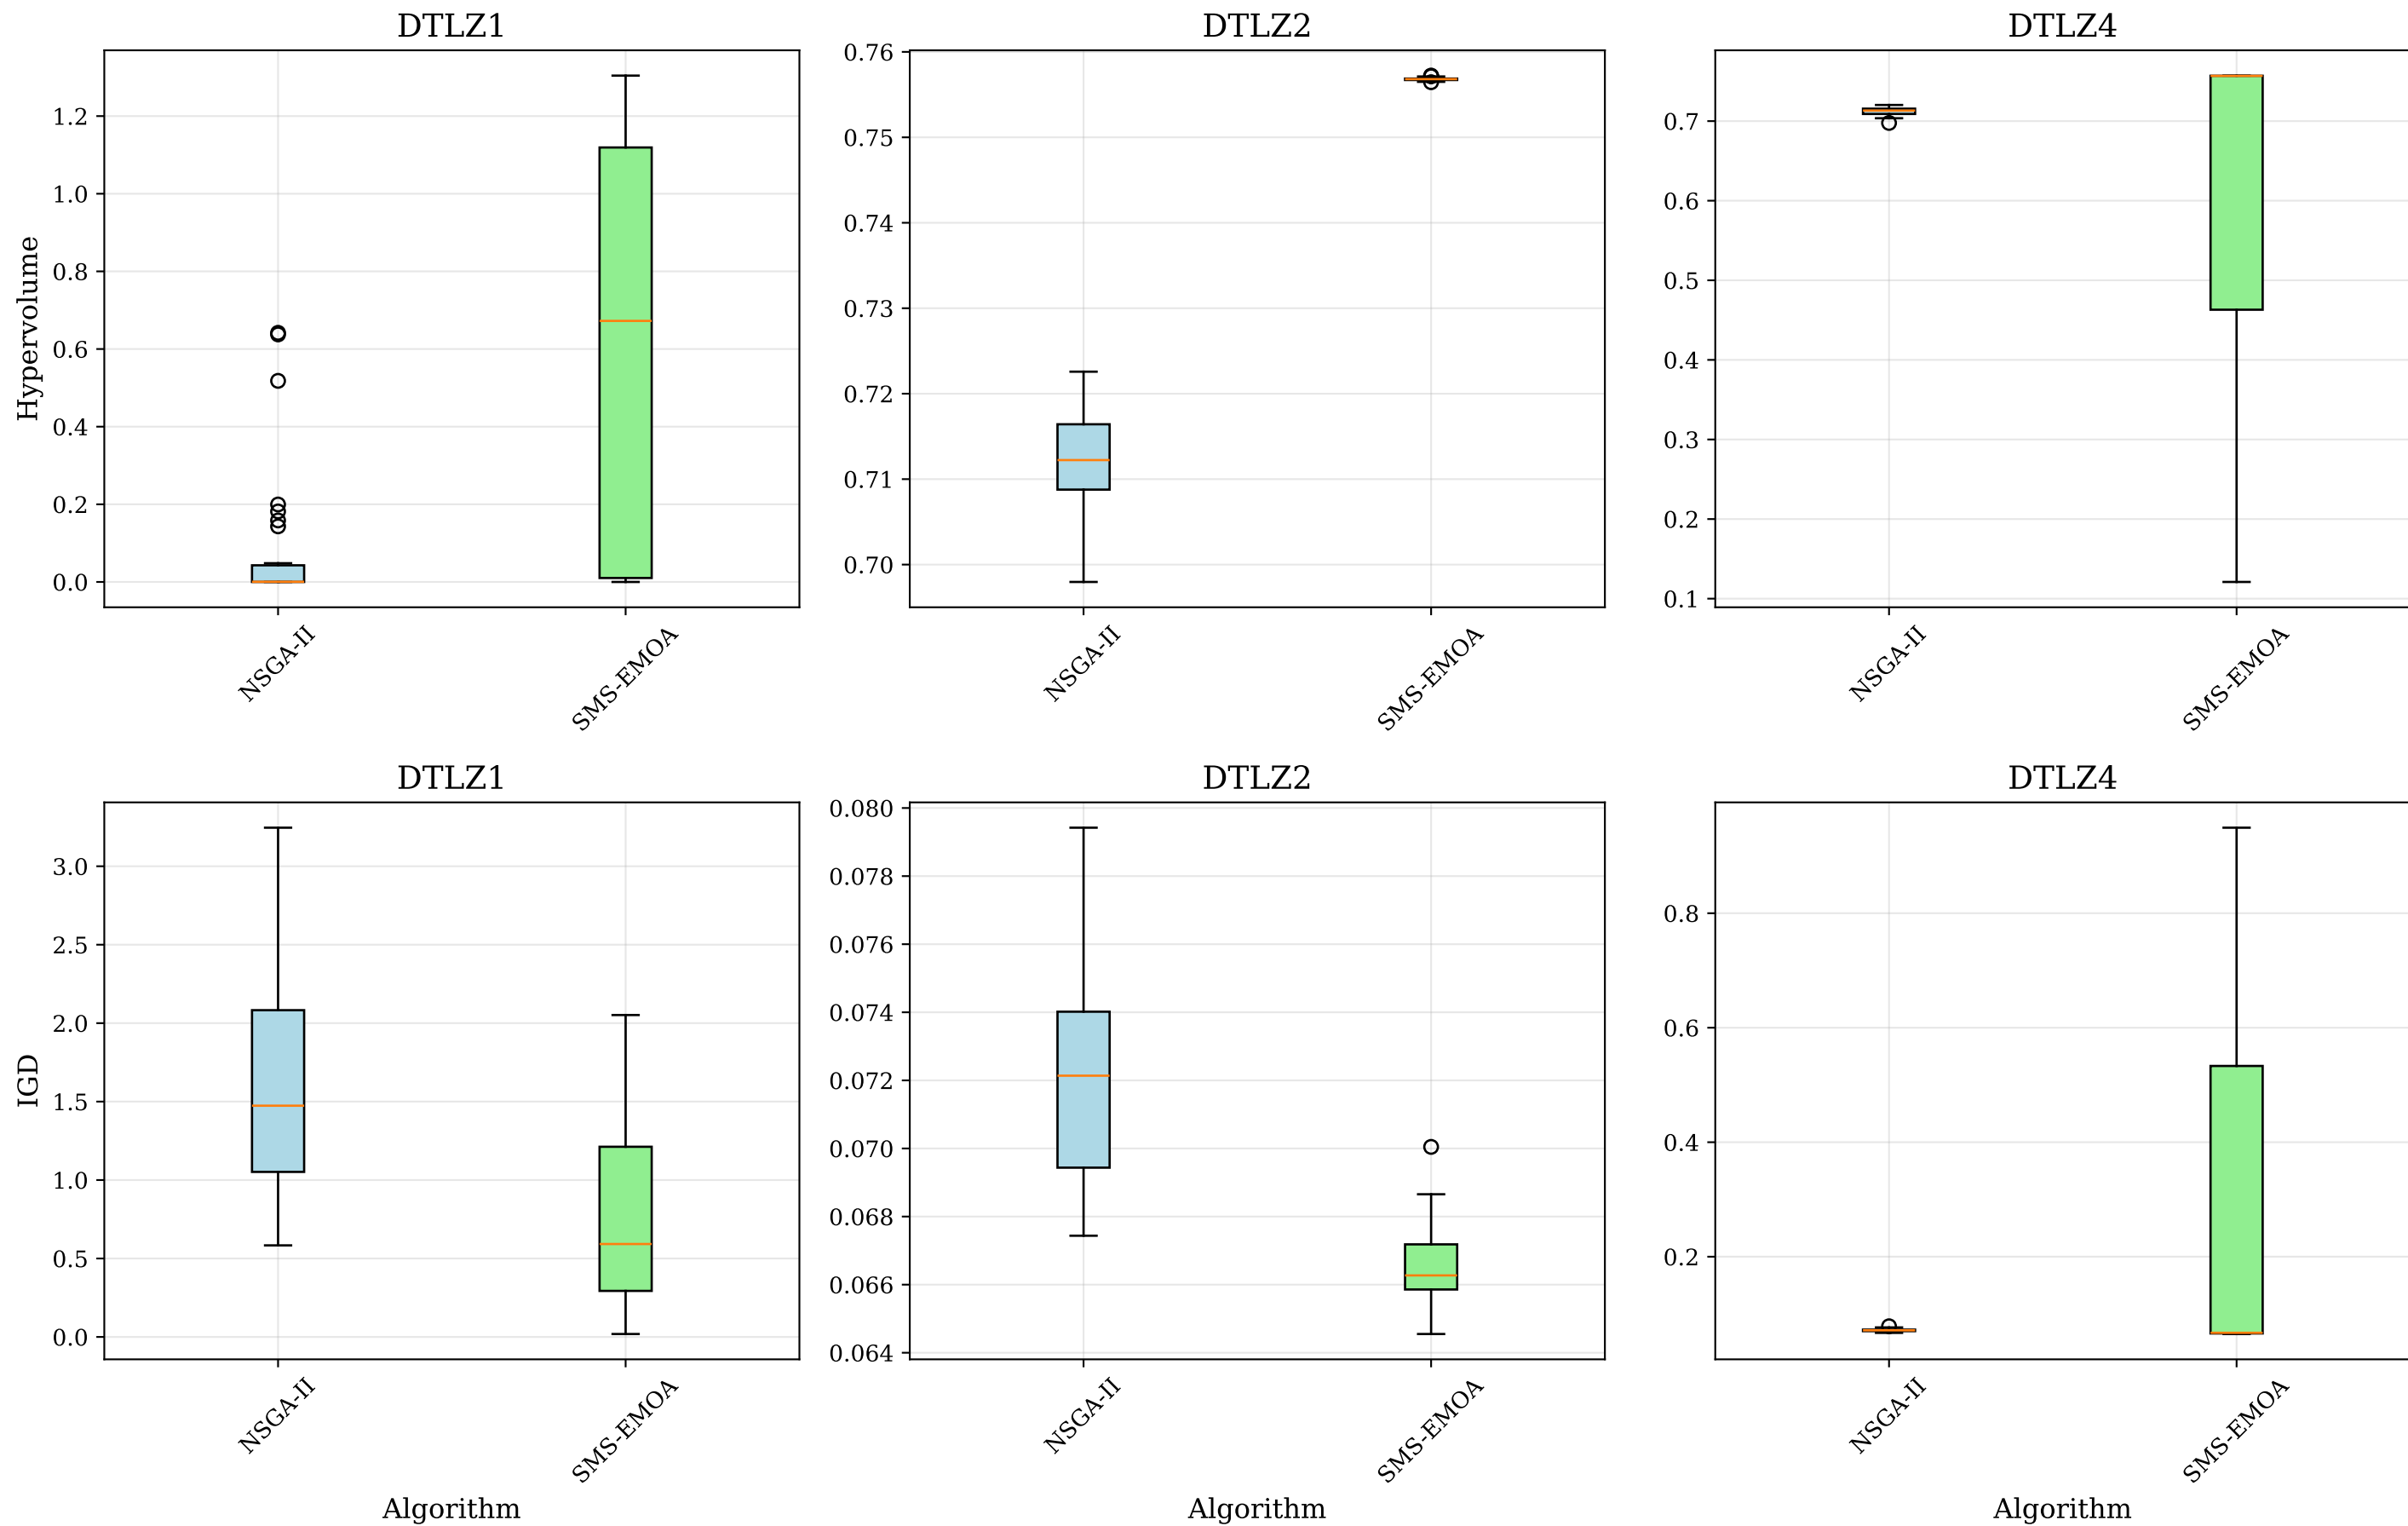 DTLZ1
DTLZ2
DTLZ4
Hypervolume
1.2
1.0
0.8
0.6
0.4
0.2
0.0
NSGA-II
SMS-EMOA
0.76
0.75
0.74
0.73
0.72
0.71
0.70
NSGA-II
SMS-EMOA
0.7
0.6
0.5
0.4
0.3
0.2
0.1
NSGA-II
SMS-EMOA
DTLZ1
DTLZ2
DTLZ4
IGD
3.0
2.5
2.0
1.5
1.0
0.5
0.0
NSGA-II
SMS-EMOA
Algorithm
0.080
0.078
0.076
0.074
0.072
0.070
0.068
0.066
0.064
NSGA-II
SMS-EMOA
Algorithm
0.8
0.6
0.4
0.2
NSGA-II
SMS-EMOA
Algorithm